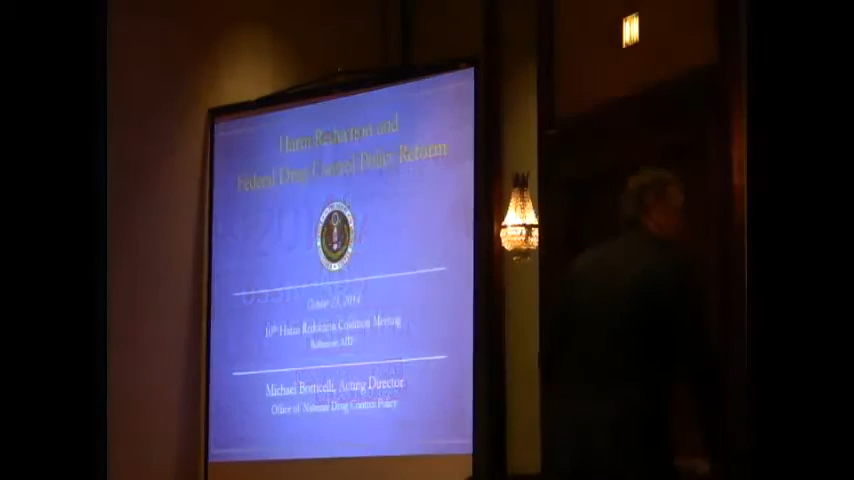 Harm Reduction and
Federal Drug Control Policy Reform
October 23, 2014
10th Harm Reduction Coalition Meeting
Baltimore, MD
Michael Botticelli, Acting Director
Office of National Drug Control Policy